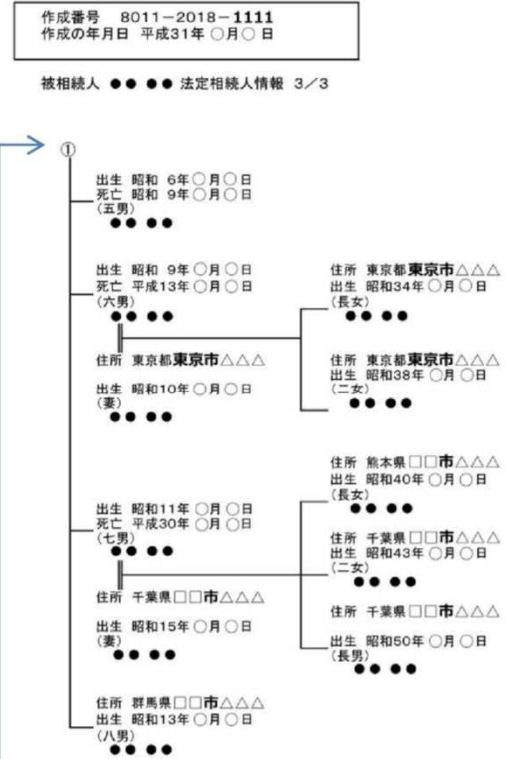 作成番号 8011-2018-1111
作成の年月日 平成31年 ○月○ 日
被相続人 ●● ●● 法定相続人情報 3/3
①
出生 昭和 6年○月○日
死亡 昭和 9年○月○日
(五男)
●● ●●
出生 昭和 9年○月○日
死亡 平成13年○月○日
(六男)
●● ●●
住所 東京都東京市△△△
出生 昭和10年○月○日
(妻)
●● ●●
住所 東京都東京市△△△
出生 昭和34年○月○日
(長女)
●● ●●
住所 東京都東京市△△△
出生 昭和38年○月○日
(二女)
●● ●●
出生 昭和11年○月○日
死亡 平成30年○月○日
(七男)
●● ●●
住所 千葉県□□市△△△
出生 昭和15年○月○日
(妻)
●● ●●
住所 熊本県□□市△△△
出生 昭和40年○月○日
(長女)
●● ●●
住所 千葉県□□市△△△
出生 昭和43年○月○日
(二女)
●● ●●
住所 千葉県□□市△△△
出生 昭和50年○月○日
(長男)
●● ●●
住所 群馬県□□市△△△
出生 昭和13年○月○日
(八男)
●● ●●